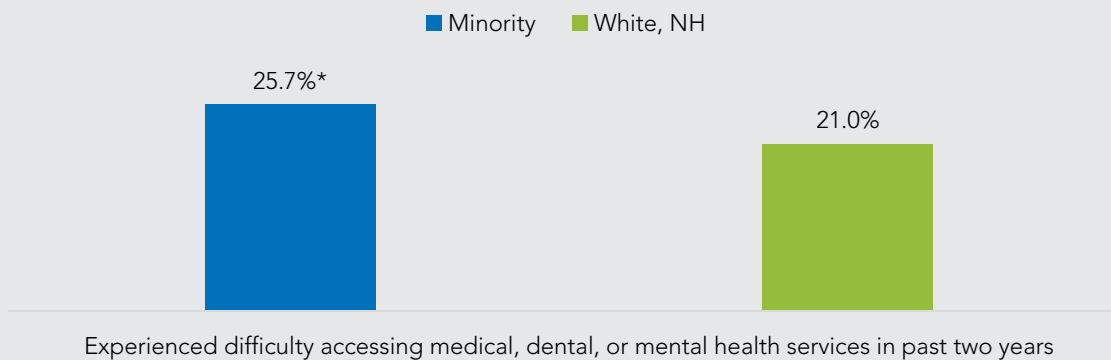 Minority White, NH
25.7%*
21.0%
Experienced difficulty accessing medical, dental, or mental health services in past two years